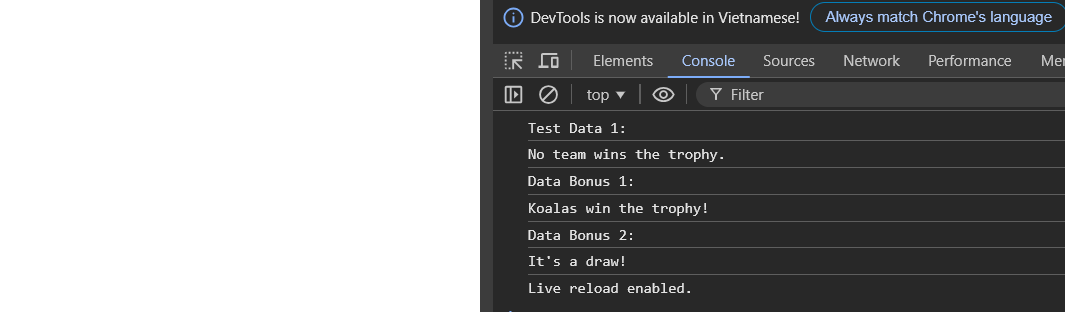 DevTools is now available in Vietnamese! Always match Chrome's language
Elements Console Sources Network Performance
top Filter
Test Data 1:
No team wins the trophy.
Data Bonus 1:
Koalas win the trophy!
Data Bonus 2:
It's a draw!
Live reload enabled.